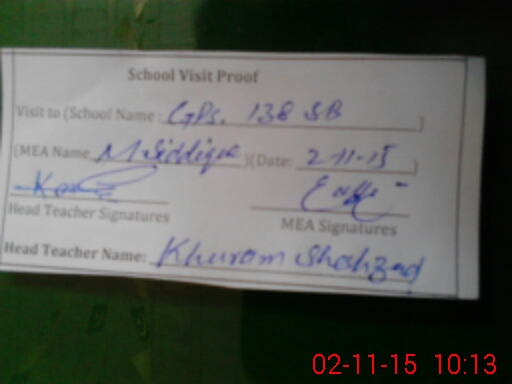 School Visit Proof
Visit to (School Name: GPS. 138 SB)
(MEA Name M Siddique)(Date: 2-11-15)
Head Teacher Signatures
MEA Signatures
Head Teacher Name: Khurom Shahzad
02-11-15 10:13